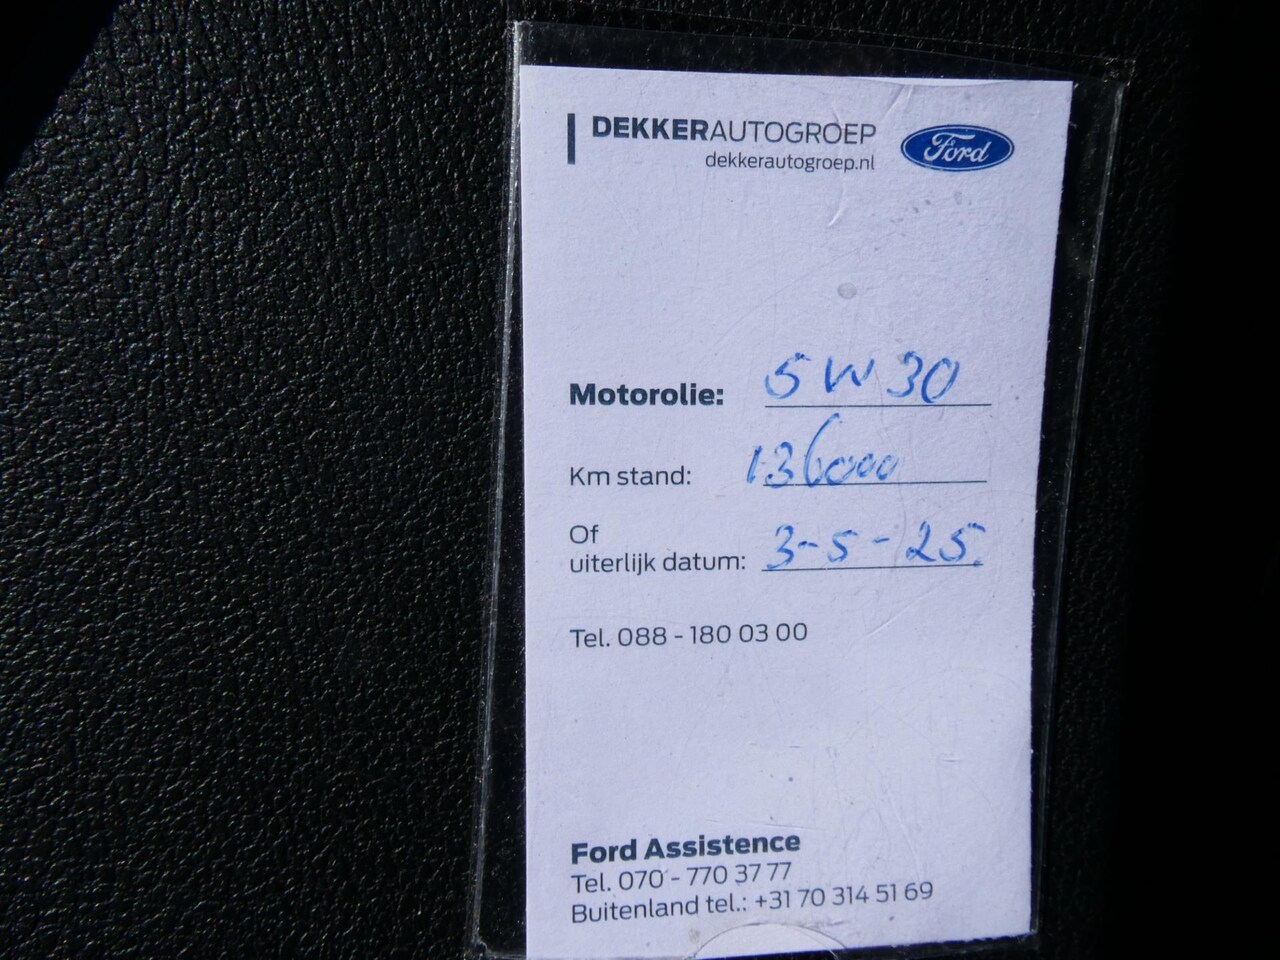 DEKKERAUTOGROEP
dekkerautogroep.nl
Ford
Motorolie: 5W30
Km stand: 136000
Of
uiterlijk datum: 3-5-25.
Tel. 088 - 180 03 00
Ford Assistence
Tel. 070 - 770 37 77
Buitenland tel.: +31 70 314 51 69